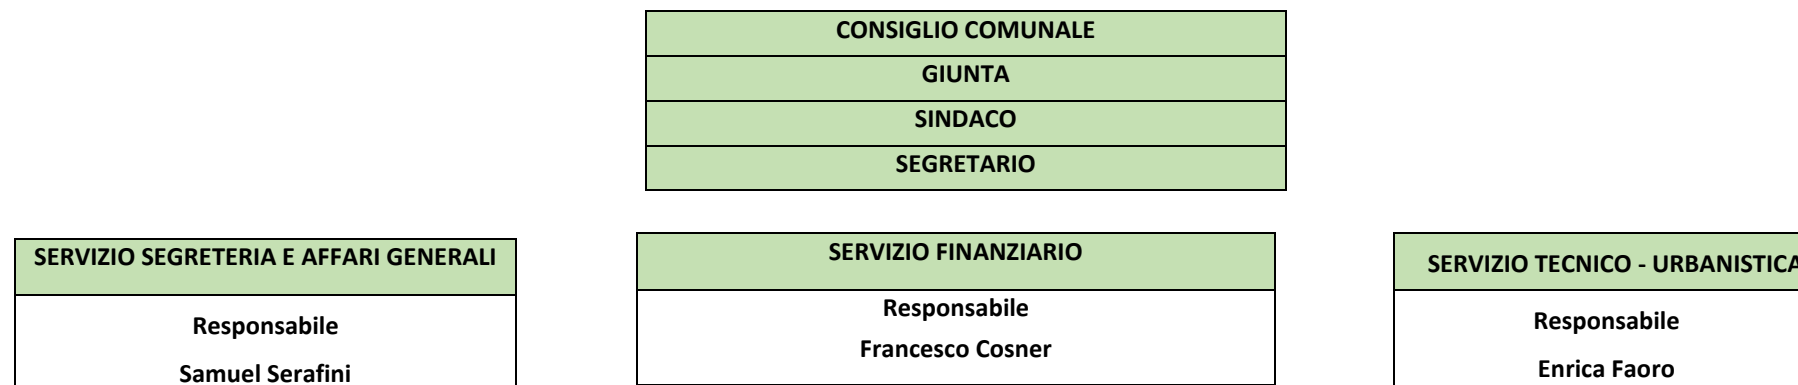 CONSIGLIO COMUNALE
GIUNTA
SINDACO
SEGRETARIO
SERVIZIO SEGRETERIA E AFFARI GENERALI
Responsabile
Samuel Serafini
SERVIZIO FINANZIARIO
Responsabile
Francesco Cosner
SERVIZIO TECNICO - URBANISTICA
Responsabile
Enrica Faoro